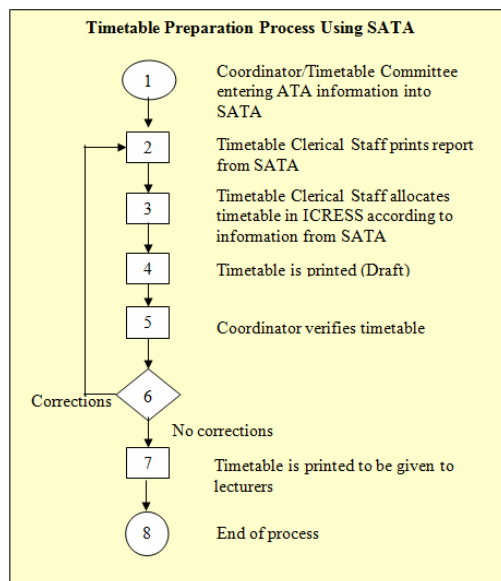 Timetable Preparation Process Using SATA
1
Coordinator/Timetable Committee
entering ATA information into
SATA
2
Timetable Clerical Staff prints report
from SATA
3
Timetable Clerical Staff allocates
timetable in ICRESS according to
information from SATA
4
Timetable is printed (Draft)
5
Coordinator verifies timetable
6
Corrections
No corrections
7
Timetable is printed to be given to
lecturers
8
End of process